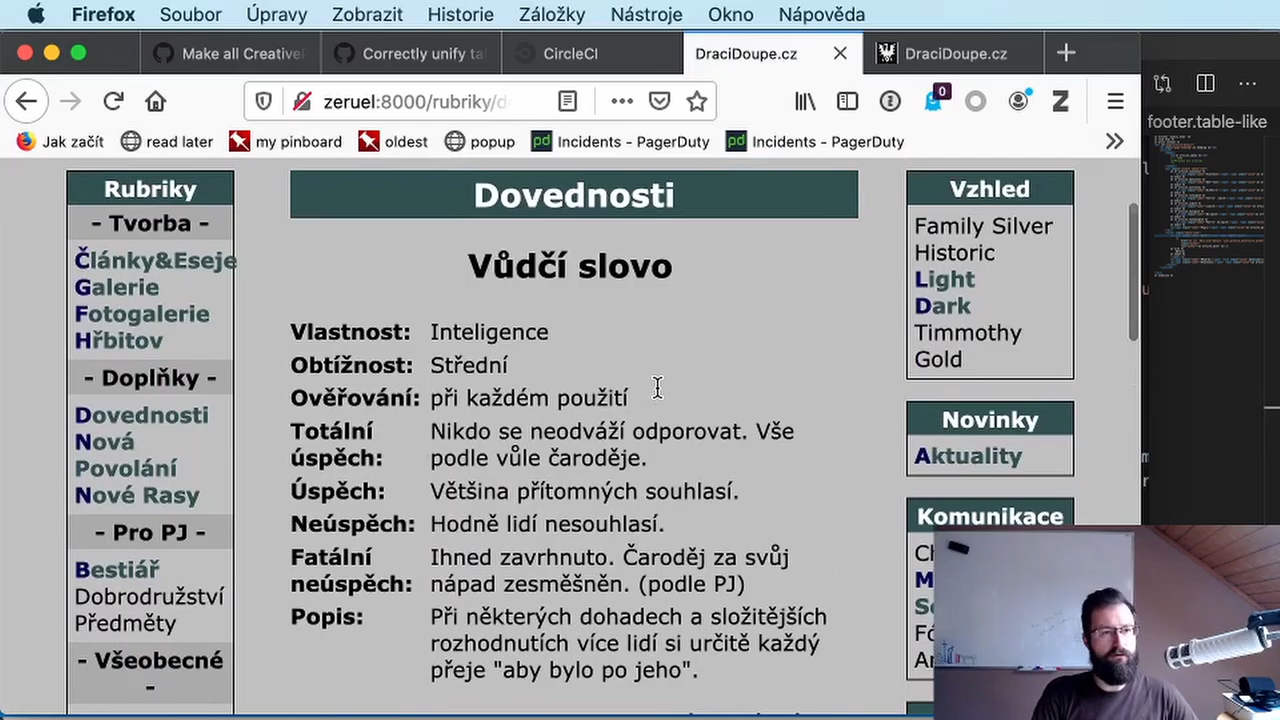 Firefox Soubor Úpravy Zobrazit Historie Záložky Nástroje Okno Nápověda
Make all Creative Correctly unify ta CircleCI DraciDoupe.cz DraciDoupe.cz
zeruel:8000/rubriky/d 0 Z
Jak začít read later my pinboard oldest popup pd Incidents - PagerDuty pd Incidents - PagerDuty
footer.table-like
Rubriky
- Tvorba -
Články&Eseje
Galerie
Fotogalerie
Hřbitov
- Doplňky -
Dovednosti
Nová
Povolání
Nové Rasy
- Pro PJ -
Bestiář
Dobrodružství
Předměty
- Všeobecné
-
Dovednosti
Vůdčí slovo
Vlastnost: Inteligence
Obtížnost: Střední
Ověřování: při každém použití
Totální Nikdo se neodváží odporovat. Vše
úspěch: podle vůle čaroděje.
Úspěch: Většina přítomných souhlasí.
Neúspěch: Hodně lidí nesouhlasí.
Fatální Ihned zavrhnuto. Čaroděj za svůj
neúspěch: nápad zesměšněn. (podle PJ)
Popis: Při některých dohadech a složitějších
rozhodnutích více lidí si určitě každý
přeje "aby bylo po jeho".
Vzhled
Family Silver
Historic
Light
Dark
Timmothy
Gold
Novinky
Aktuality
Komunikace